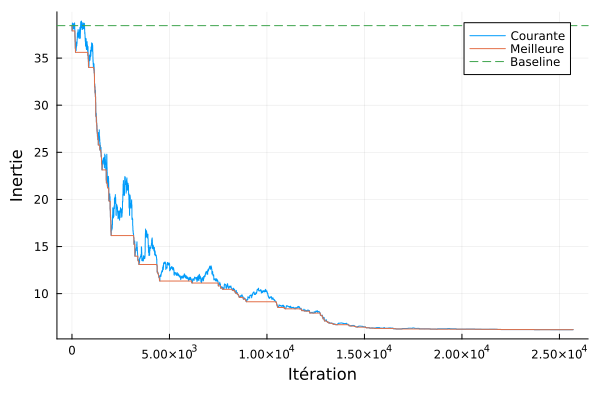 Courante
Meilleure
Baseline
35
30
25
20
15
10
Inertie
0
5.00×10³
1.00×10⁴
1.50×10⁴
2.00×10⁴
2.50×10⁴
Itération